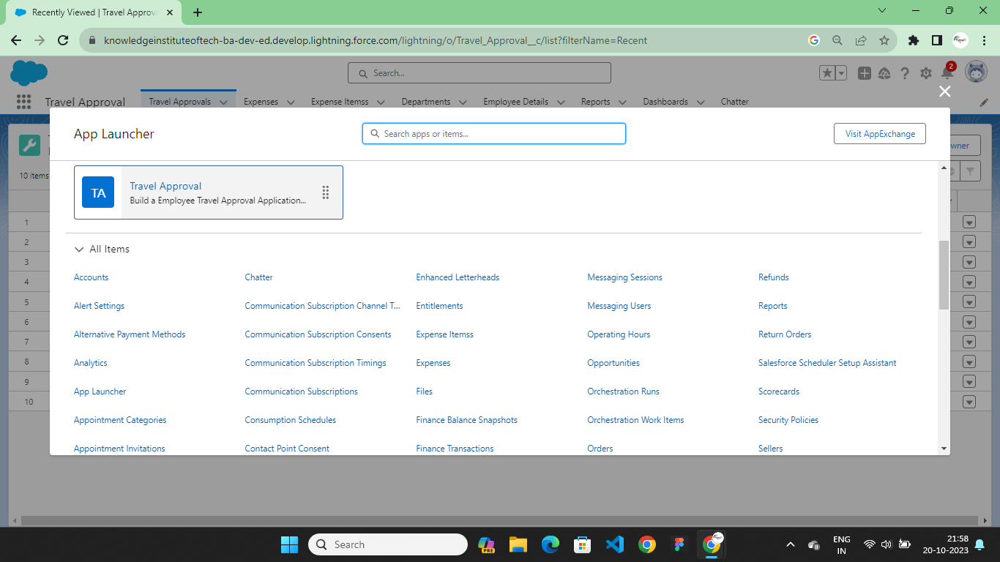 Recently Viewed | Travel Approva
knowledgeinstituteoftech-ba-dev-ed.develop.lightning.force.com/lightning/o/Travel_Approval__c/list?filterName=Recent
Search...
2
Travel Approval
Travel Approvals
Expenses
Expense Itemss
Departments
Employee Details
Reports
Dashboards
Chatter
App Launcher
Search apps or items...
Visit AppExchange
wner
10 items
TA
Travel Approval
Build a Employee Travel Approval Application...
All Items
Accounts Chatter Enhanced Letterheads Messaging Sessions Refunds
Alert Settings Communication Subscription Channel T... Entitlements Messaging Users Reports
Alternative Payment Methods Communication Subscription Consents Expense Itemss Operating Hours Return Orders
Analytics Communication Subscription Timings Expenses Opportunities Salesforce Scheduler Setup Assistant
App Launcher Communication Subscriptions Files Orchestration Runs Scorecards
Appointment Categories Consumption Schedules Finance Balance Snapshots Orchestration Work Items Security Policies
Appointment Invitations Contact Point Consent Finance Transactions Orders Sellers
1
2
3
4
5
6
7
8
9
10
Search
PRE
ENG
IN
21:58
20-10-2023